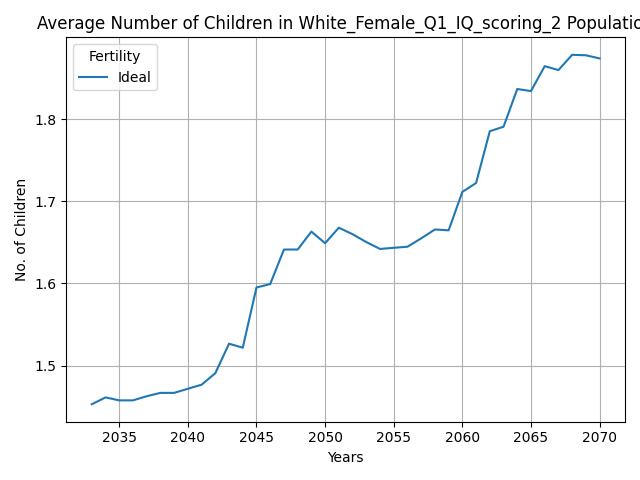 Average Number of Children in White_Female_Q1_IQ_scoring_2 Populatio
Fertility
Ideal
No. of Children
1.8
1.7
1.6
1.5
2035 2040 2045 2050 2055 2060 2065 2070
Years